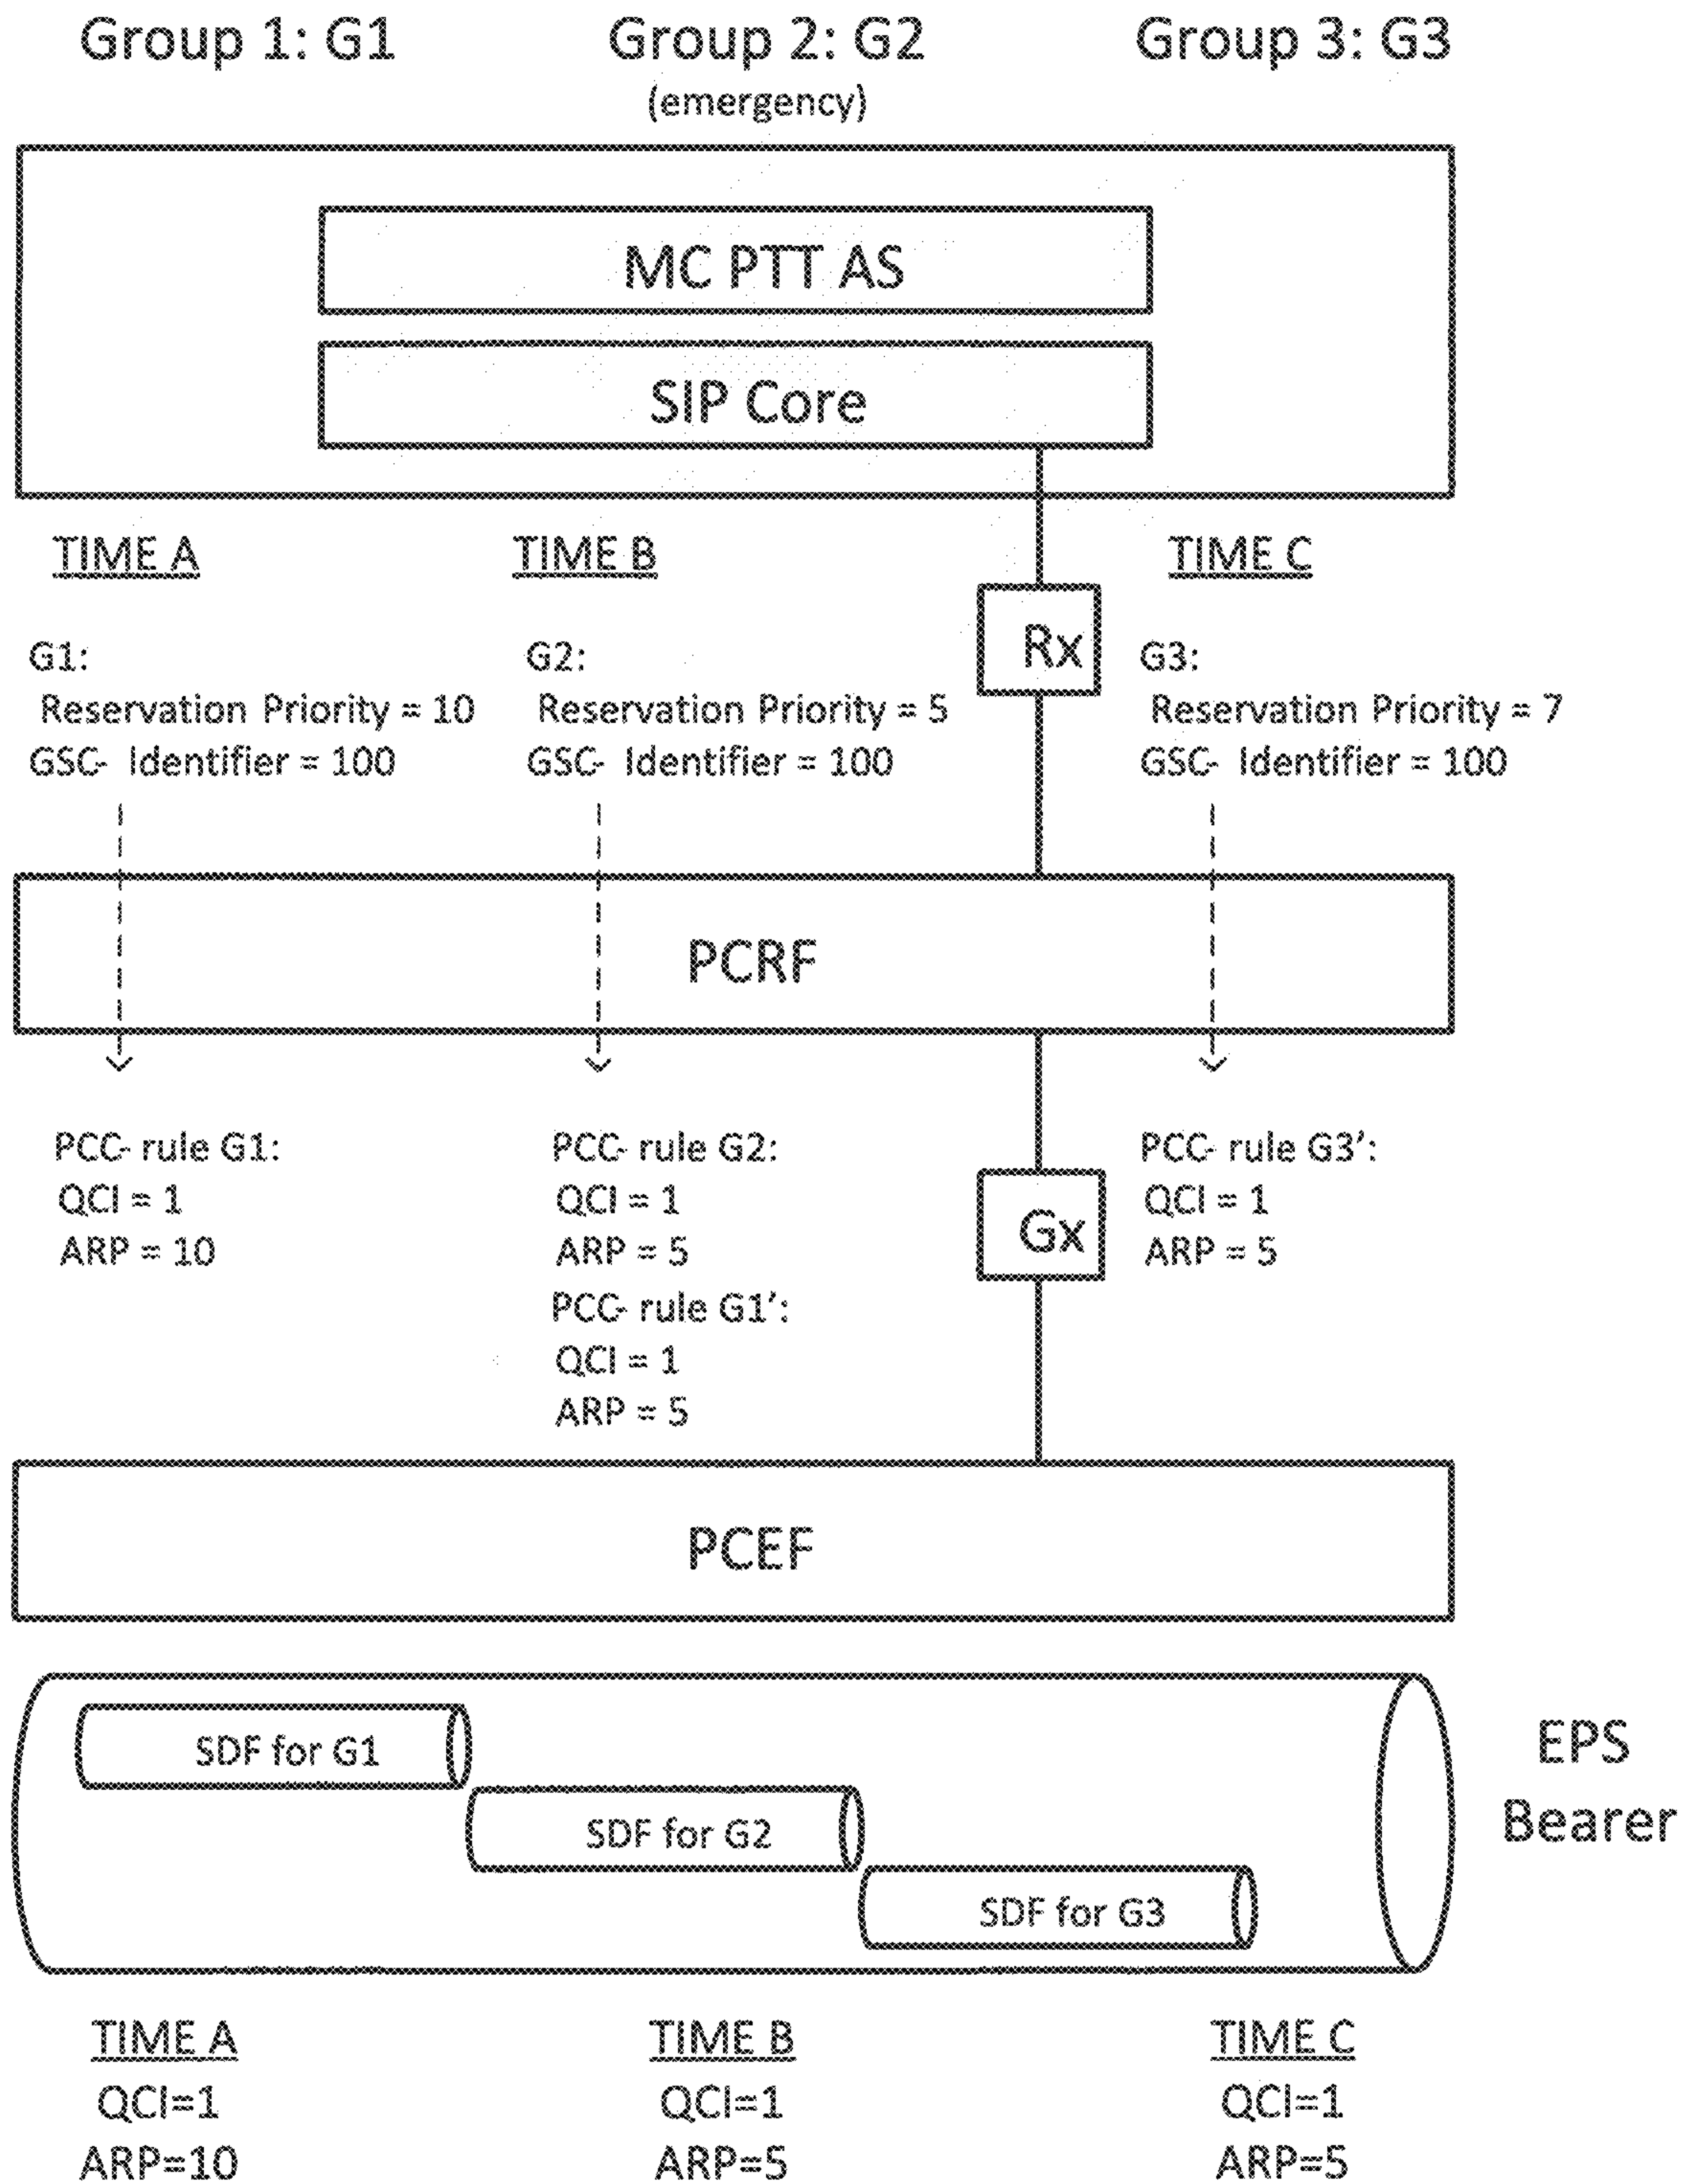 Group 1: G1
Group 2: G2
(emergency)
Group 3: G3
MC PTT AS
SIP Core
TIME A
TIME B
TIME C
Rx
G1:
Reservation Priority = 10
GSC- Identifier = 100
G2:
Reservation Priority = 5
GSC- Identifier = 100
G3:
Reservation Priority = 7
GSC- Identifier = 100
PCRF
PCC- rule G1:
QCI = 1
ARP = 10
PCC- rule G2:
QCI = 1
ARP = 5
PCC- rule G1':
QCI = 1
ARP = 5
Gx
PCC- rule G3':
QCI = 1
ARP = 5
PCEF
SDF for G1
SDF for G2
SDF for G3
EPS
Bearer
TIME A
QCI=1
ARP=10
TIME B
QCI=1
ARP=5
TIME C
QCI=1
ARP=5